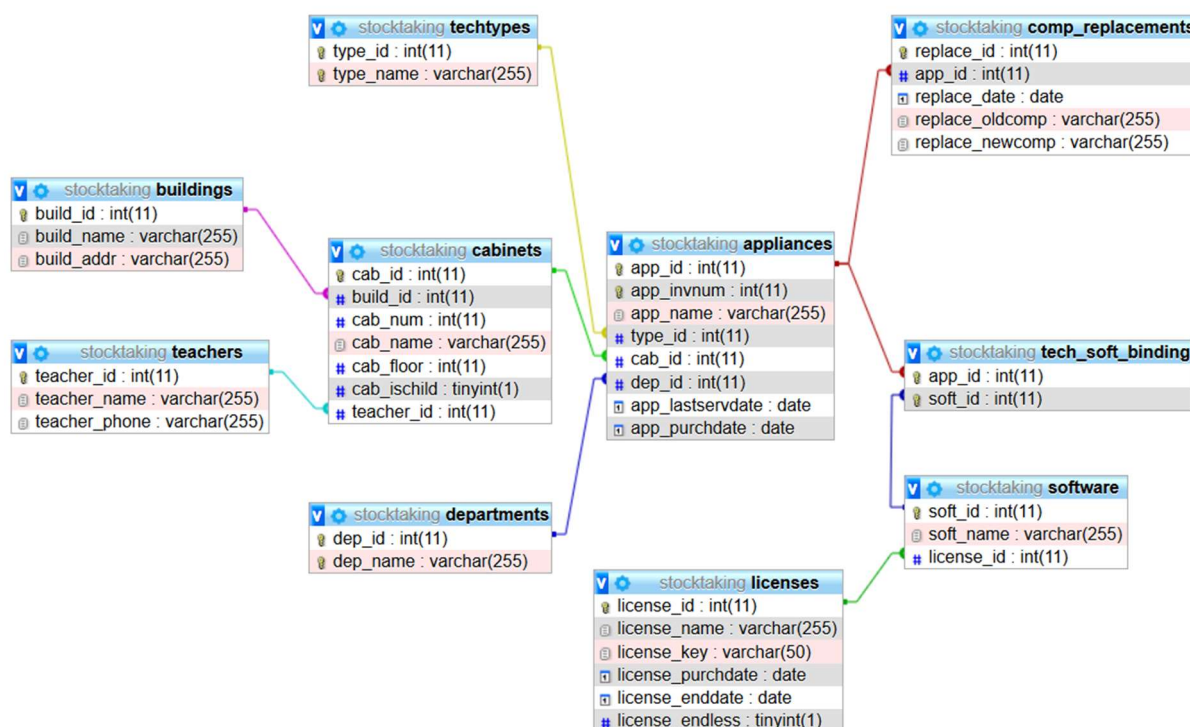 stocktaking techtypes
type_id : int(11)
type_name : varchar(255)
stocktaking comp_replacements
replace_id : int(11)
app_id : int(11)
replace_date : date
replace_oldcomp : varchar(255)
replace_newcomp : varchar(255)
stocktaking buildings
build_id : int(11)
build_name : varchar(255)
build_addr : varchar(255)
stocktaking cabinets
cab_id : int(11)
build_id : int(11)
cab_num : int(11)
cab_name : varchar(255)
cab_floor : int(11)
cab_ischild : tinyint(1)
teacher_id : int(11)
stocktaking appliances
app_id : int(11)
app_invnum : int(11)
app_name : varchar(255)
type_id : int(11)
cab_id : int(11)
dep_id : int(11)
app_lastservdate : date
app_purchdate : date
stocktaking teachers
teacher_id : int(11)
teacher_name : varchar(255)
teacher_phone : varchar(255)
stocktaking tech_soft_binding
app_id : int(11)
soft_id : int(11)
stocktaking departments
dep_id : int(11)
dep_name : varchar(255)
stocktaking software
soft_id : int(11)
soft_name : varchar(255)
license_id : int(11)
stocktaking licenses
license_id : int(11)
license_name : varchar(255)
license_key : varchar(50)
license_purchdate : date
license_enddate : date
license_endless : tinyint(1)